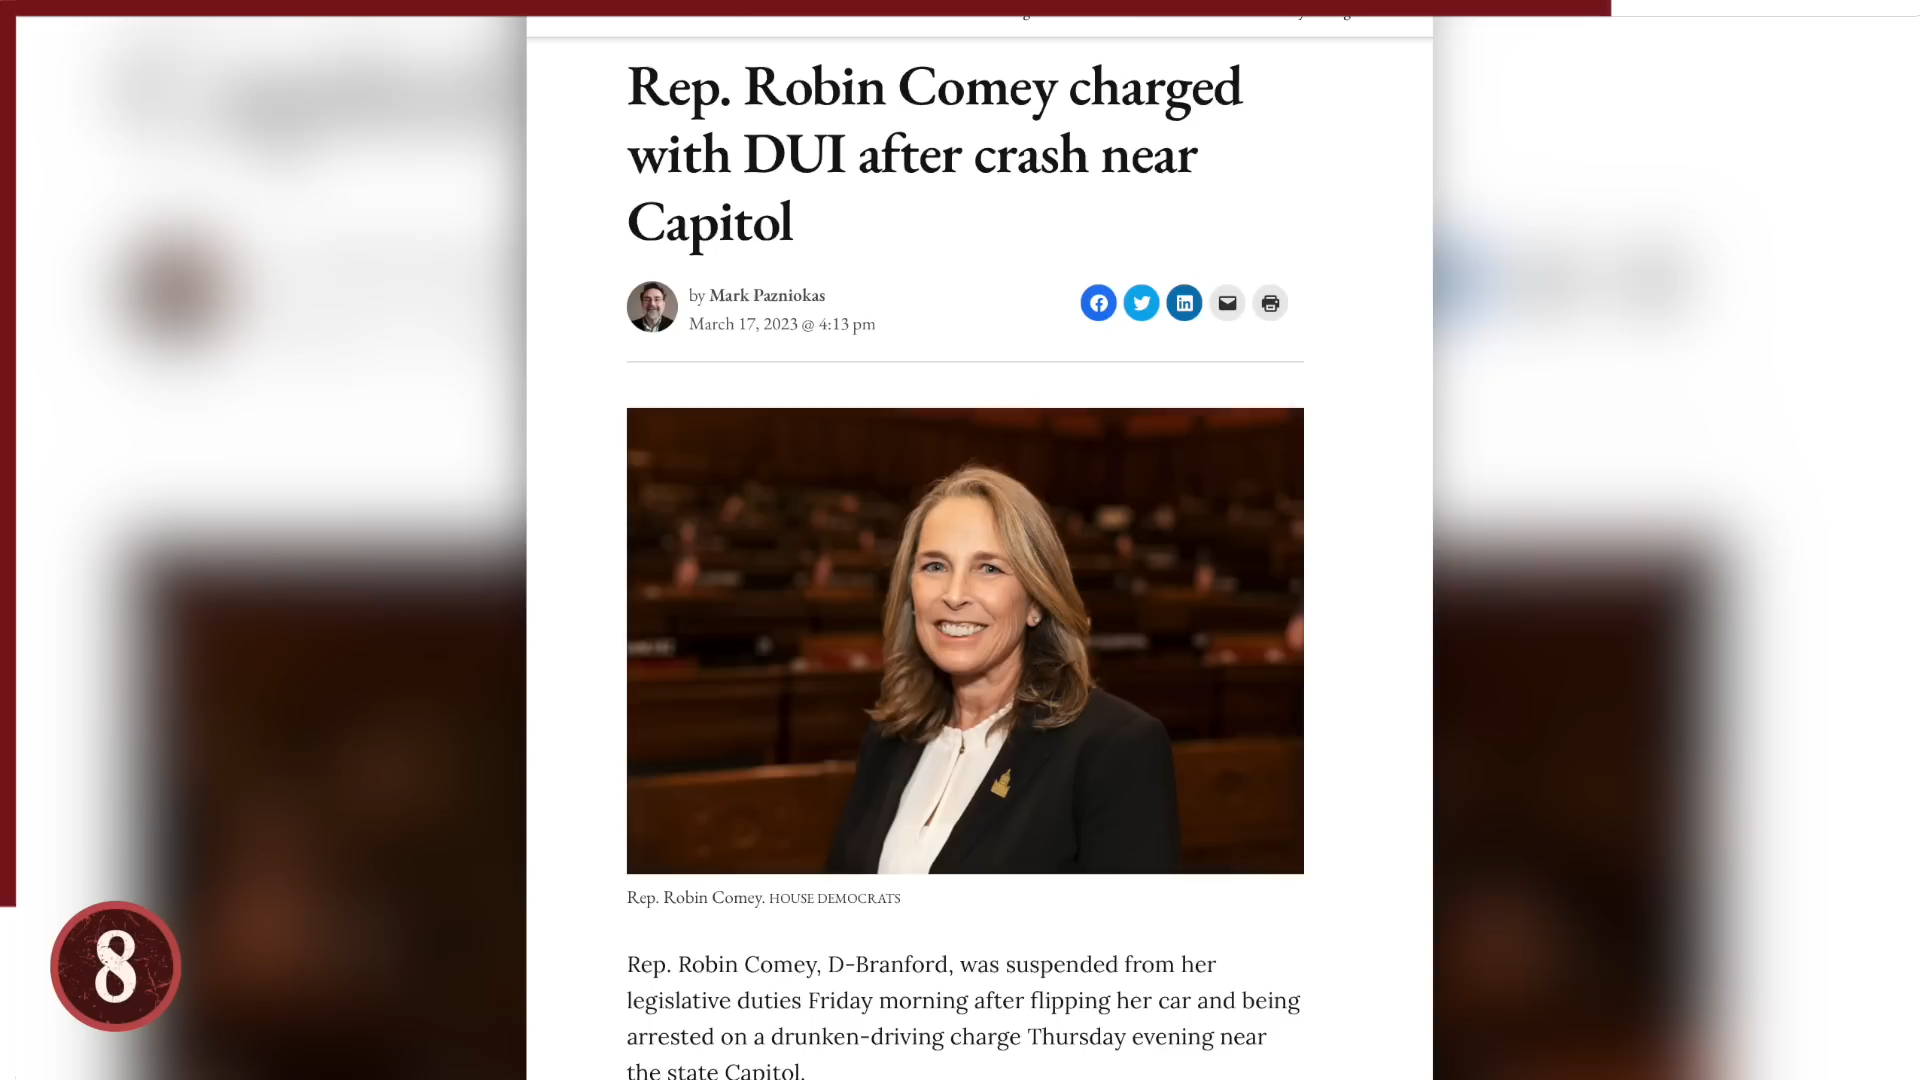 Rep. Robin Comey charged
with DUI after crash near
Capitol
by Mark Pazniokas
March 17, 2023 @ 4:13 pm
Rep. Robin Comey. HOUSE DEMOCRATS
Rep. Robin Comey, D-Branford, was suspended from her
legislative duties Friday morning after flipping her car and being
arrested on a drunken-driving charge Thursday evening near
the state Capitol.
8